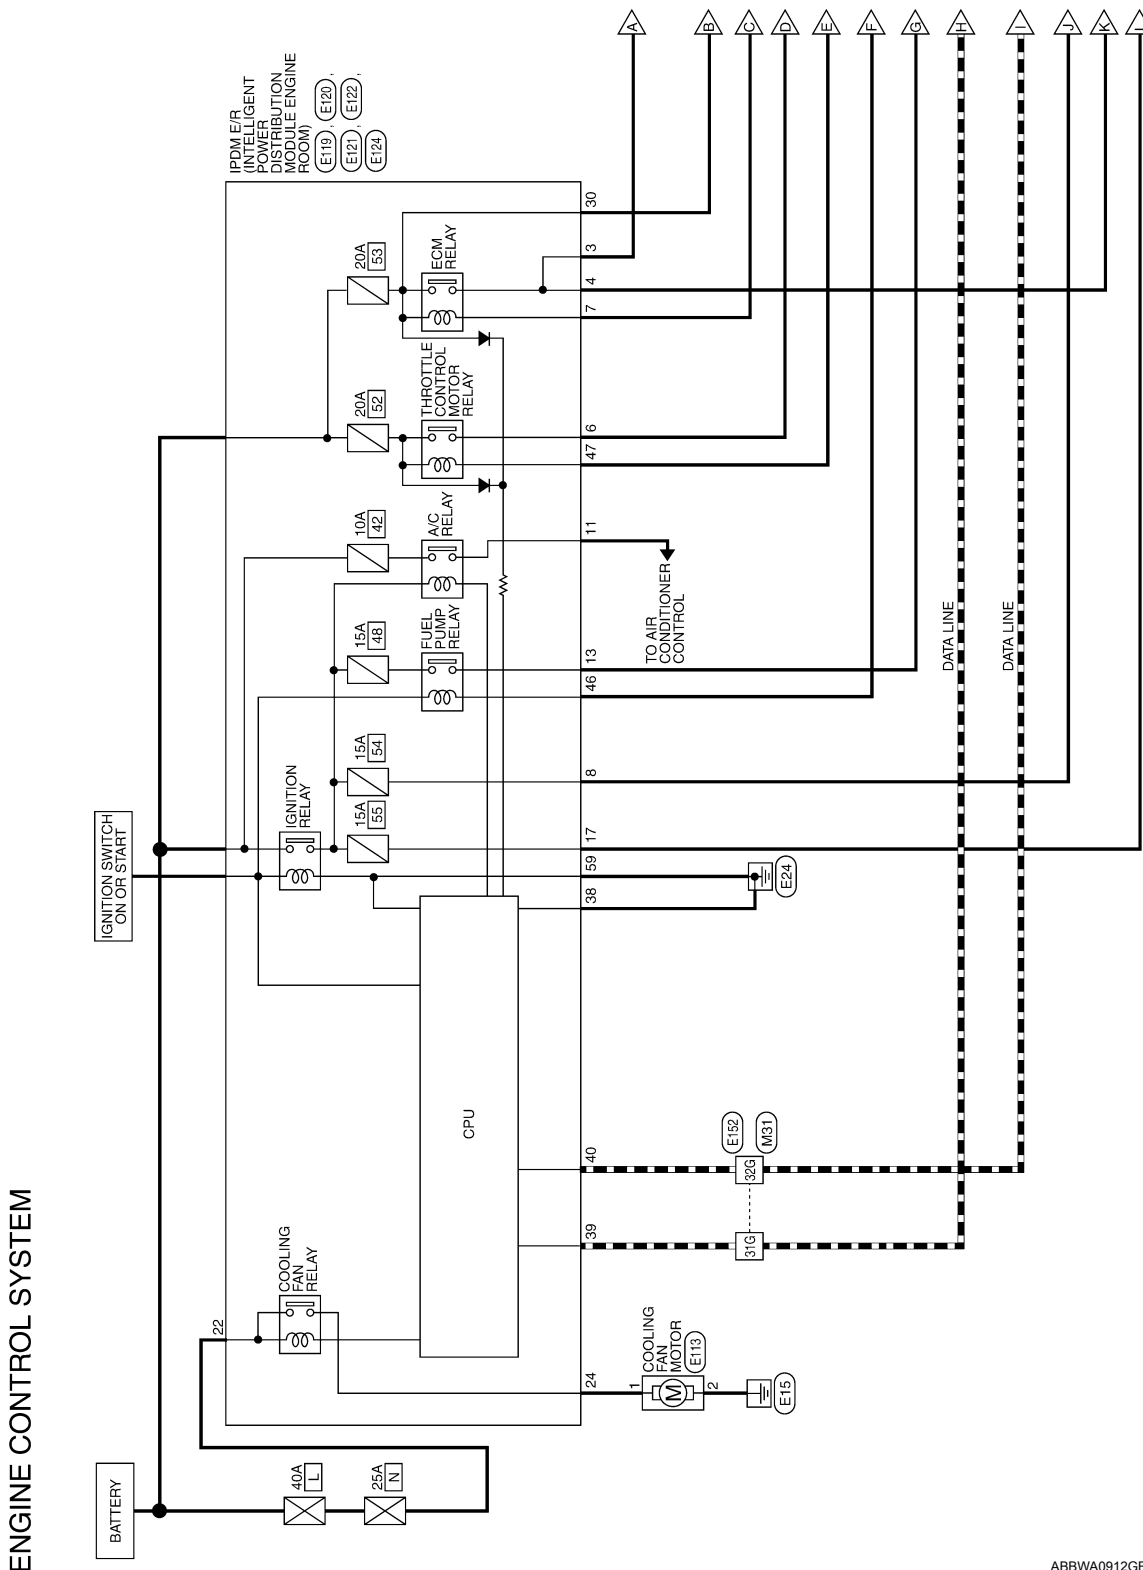 ENGINE CONTROL SYSTEM
BATTERY
IGNITION SWITCH
ON OR START
40A
L
25A
N
22
COOLING
FAN
RELAY
IGNITION
RELAY
15A
55
15A
54
15A
48
10A
42
20A
52
20A
53
FUEL
PUMP
RELAY
A/C
RELAY
THROTTLE
CONTROL
MOTOR
RELAY
ECM
RELAY
IPDM E/R
(INTELLIGENT
POWER
DISTRIBUTION
MODULE ENGINE
ROOM)
E119 , E120 ,
E121 , E122 ,
E124
CPU
24
39
40
38
59
17
8
46
13
11
47
6
7
4
3
30
1
COOLING
FAN
MOTOR
E113
M
2
E15
31G
32G
E152
M31
E24
TO AIR
CONDITIONER
CONTROL
DATA LINE
DATA LINE
A
B
C
D
E
F
G
H
I
J
K
ABBWA0912GB